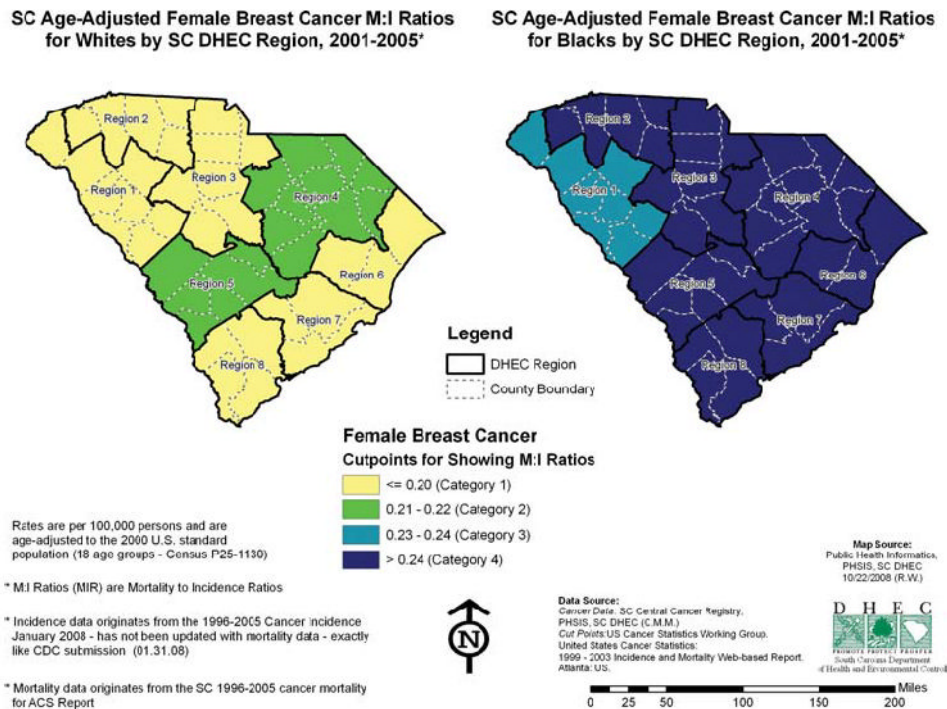 SC Age-Adjusted Female Breast Cancer M:I Ratios
for Whites by SC DHEC Region, 2001-2005*
SC Age-Adjusted Female Breast Cancer M:I Ratios
for Blacks by SC DHEC Region, 2001-2005*
Region 2
Region 1
Region 3
Region 4
Region 5
Region 6
Region 7
Region 8
Region 2
Region 1
Region 3
Region 4
Region 5
Region 6
Region 7
Region 8
Legend
DHEC Region
County Boundary
Female Breast Cancer
Cutpoints for Showing M:I Ratios
<= 0.20 (Category 1)
0.21 - 0.22 (Category 2)
0.23 - 0.24 (Category 3)
> 0.24 (Category 4)
Rates are per 100,000 persons and are
age-adjusted to the 2000 U.S. standard
population (18 age groups - Census P25-1130)
* M:I Ratios (MIR) are Mortality to Incidence Ratios
* Incidence data originates from the 1996-2005 Cancer Incidence
January 2008 - has not been updated with mortality data - exactly
like CDC submission (01.31.08)
* Mortality data originates from the SC 1996-2005 cancer mortality
for ACS Report
N
Data Source:
Cancer Data: SC Central Cancer Registry,
PHSIS, SC DHEC (C.M.M.)
Cut Points: US Cancer Statistics Working Group.
United States Cancer Statistics:
1999 - 2003 Incidence and Mortality Web-based Report.
Atlanta: US.
Map Source:
Public Health Informatics,
PHSIS, SC DHEC
10/22/2008 (R.W.)
D H E C
PROMOTE PROTECT PROSPER
South Carolina Department
of Health and Environmental Control
Miles
0 25 50 100 150 200